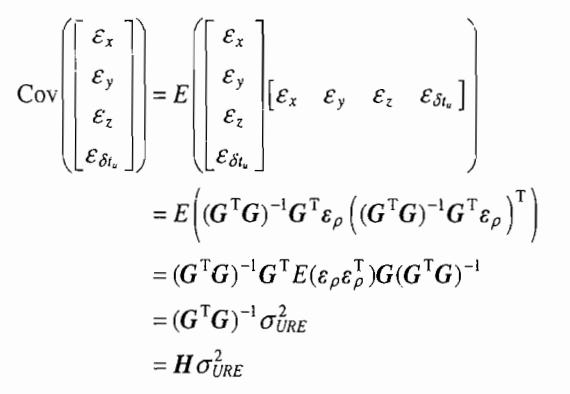 Cov([ε_x ε_y ε_z ε_{δt_u}]) = E([ε_x ε_y ε_z ε_{δt_u}] [ε_x ε_y ε_z ε_{δt_u}])
= E((G^T G)^{-1} G^T ε_ρ ((G^T G)^{-1} G^T ε_ρ)^T)
= (G^T G)^{-1} G^T E(ε_ρ ε_ρ^T) G(G^T G)^{-1}
= (G^T G)^{-1} σ_{URE}^2
= H σ_{URE}^2